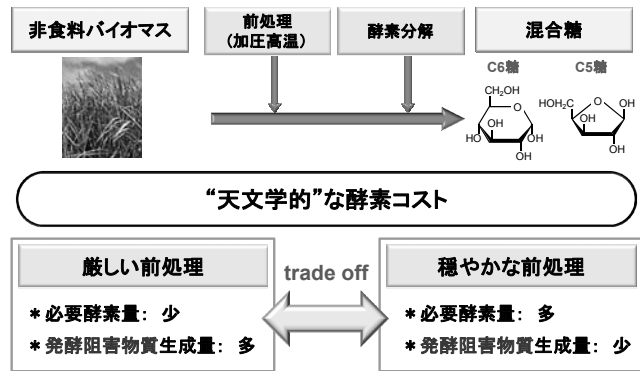 非食料バイオマス
前処理
(加圧高温)
酵素分解
混合糖
C6糖
C5糖
CH₂OH
O
OH
HO
OH
OH
HOH₂C
O
OH
OH
OH
“天文学的”な酵素コスト
厳しい前処理
＊必要酵素量： 少
＊発酵阻害物質生成量： 多
trade off
穏やかな前処理
＊必要酵素量： 多
＊発酵阻害物質生成量： 少